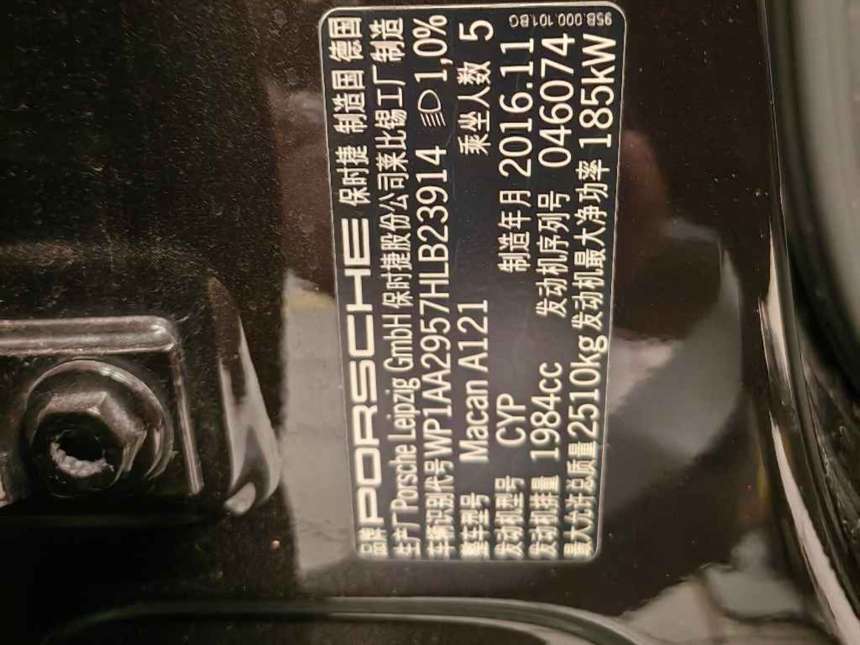 品牌 PORSCHE 保时捷 制造国 德国
生产厂 Porsche Leipzig GmbH 保时捷股份公司莱比锡工厂 制造
车辆识别代号 WP1AA2957HLB23914 1,0%
整车型号 Macan A121 乘坐人数 5
发动机型号 CYP 制造年月 2016.11
发动机排量 1984cc 发动机序列号 046074
最大允许总质量 2510kg 发动机最大净功率 185kW
95B.000.101.BG